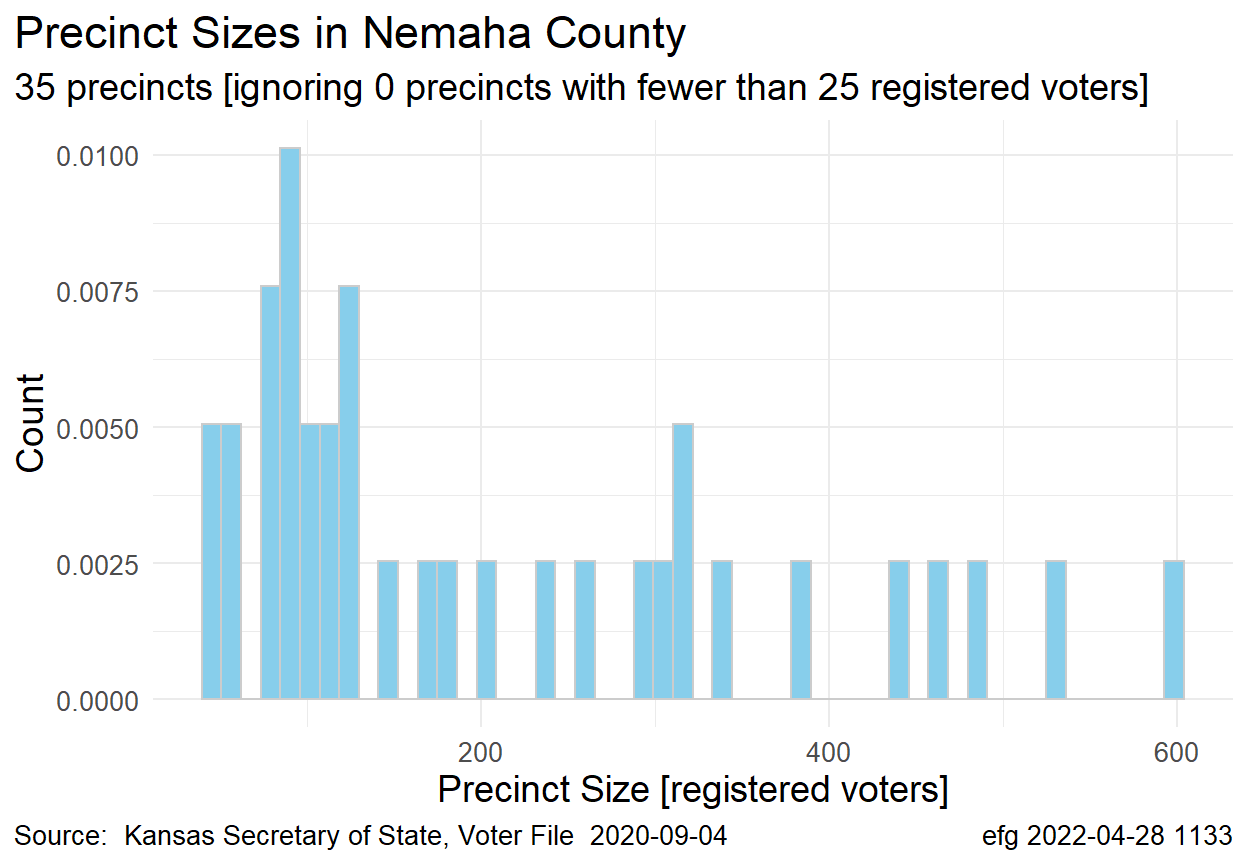 Precinct Sizes in Nemaha County
35 precincts [ignoring 0 precincts with fewer than 25 registered voters]
0.0100
0.0075
0.0050
0.0025
0.0000
Count
200 400 600
Precinct Size [registered voters]
Source:  Kansas Secretary of State, Voter File  2020-09-04 efg 2022-04-28 1133